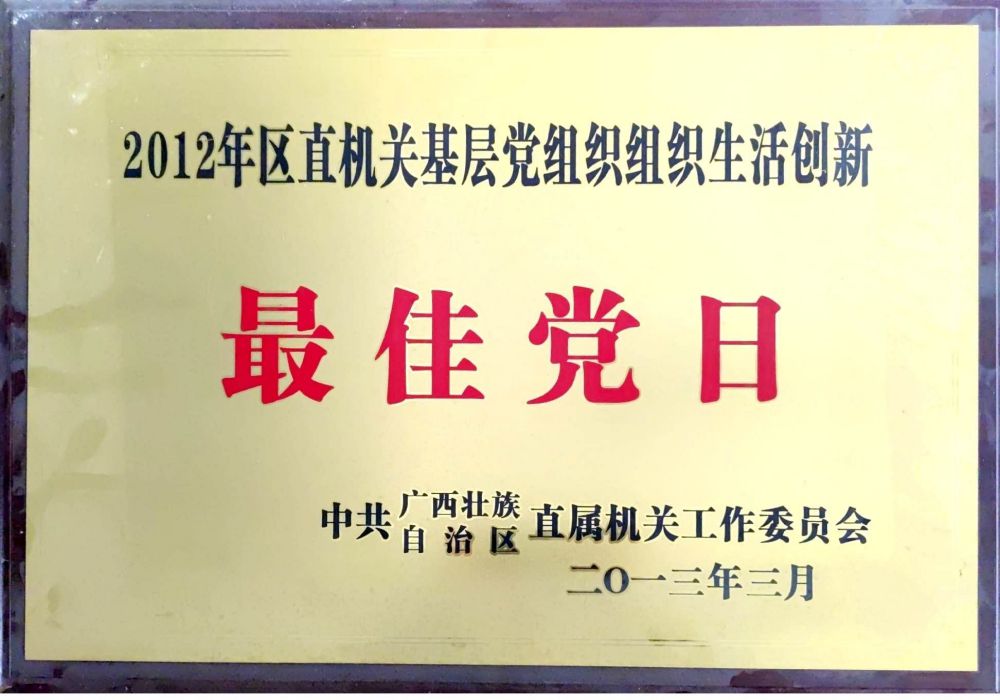 2012年区直机关基层党组织组织生活创新
最佳党日
中共广西壮族自治区直属机关工作委员会
二〇一三年三月